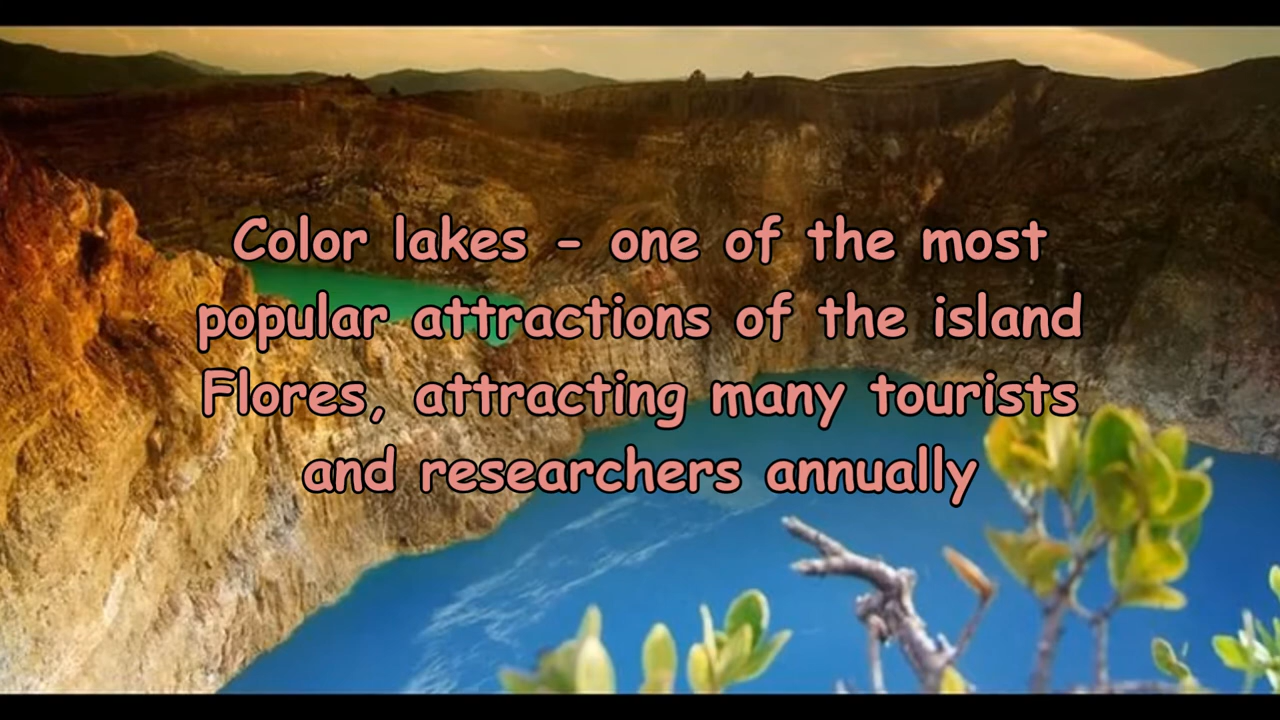 Color lakes - one of the most
popular attractions of the island
Flores, attracting many tourists
and researchers annually